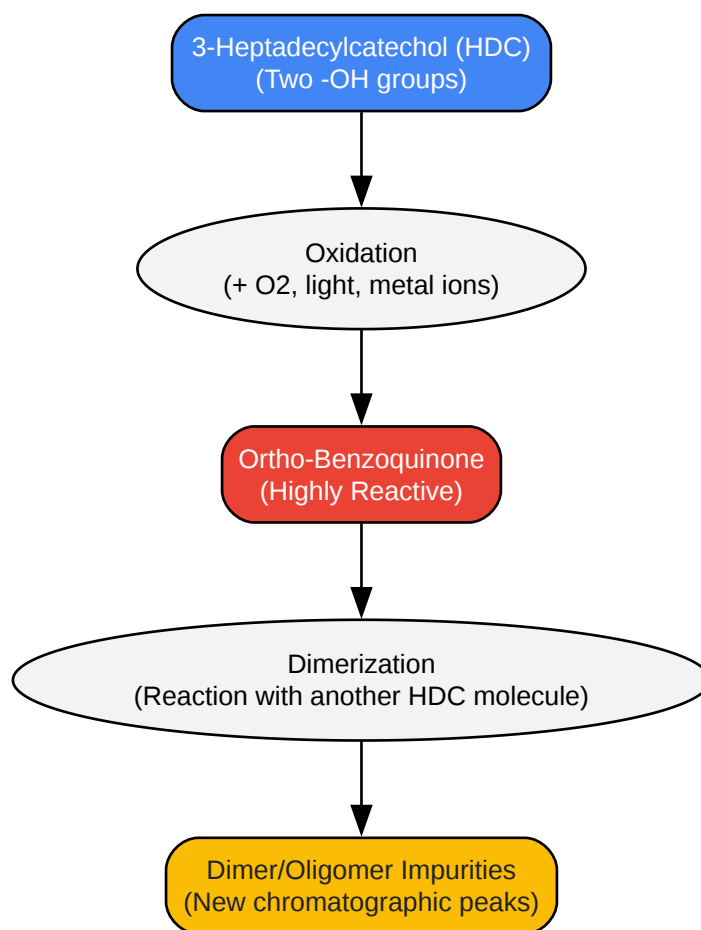 3-Heptadecylcatechol (HDC)
(Two -OH groups)
Oxidation
(+ O2, light, metal ions)
Ortho-Benzoquinone
(Highly Reactive)
Dimerization
(Reaction with another HDC molecule)
Dimer/Oligomer Impurities
(New chromatographic peaks)